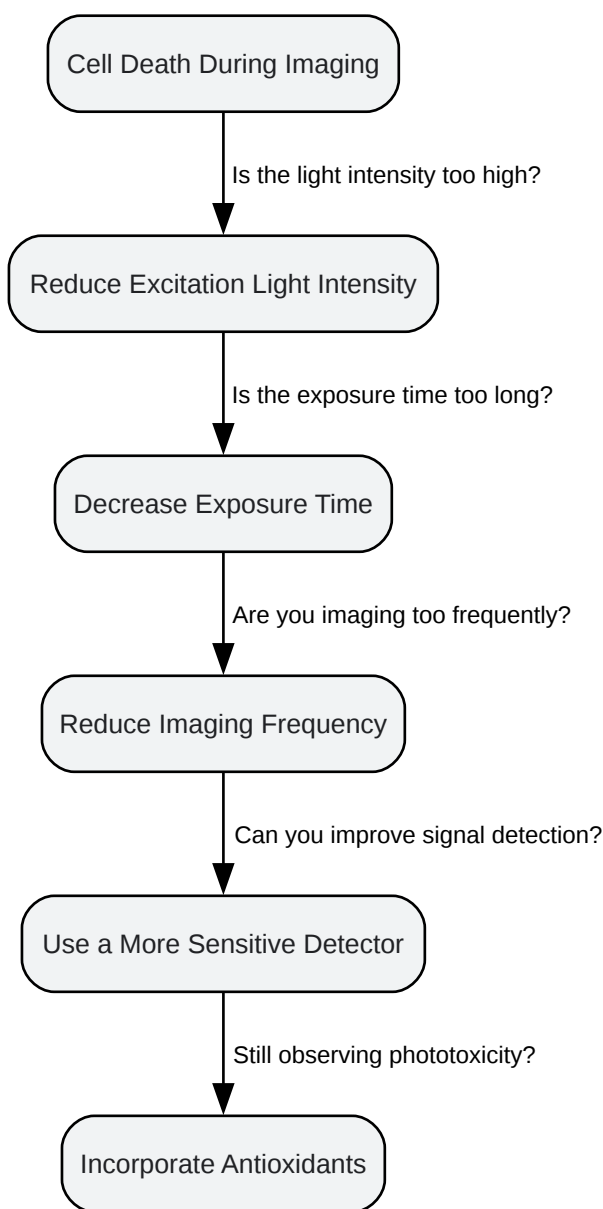 Cell Death During Imaging
Is the light intensity too high?
Reduce Excitation Light Intensity
Is the exposure time too long?
Decrease Exposure Time
Are you imaging too frequently?
Reduce Imaging Frequency
Can you improve signal detection?
Use a More Sensitive Detector
Still observing phototoxicity?
Incorporate Antioxidants